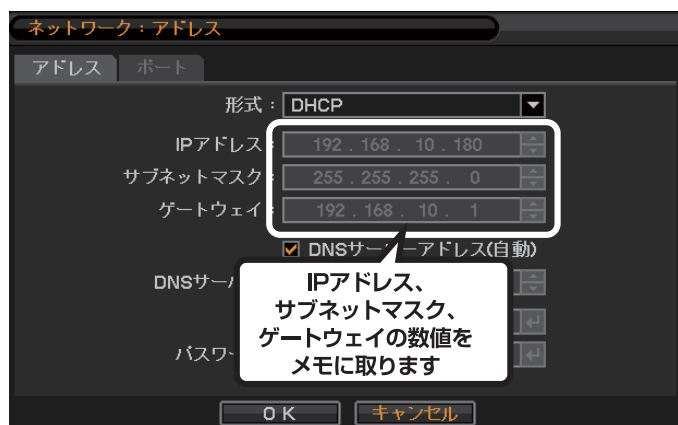 ネットワーク：アドレス
アドレス ポート
形式： DHCP
IPアドレス： 192 . 168 . 10 . 180
サブネットマスク： 255 . 255 . 255 . 0
ゲートウェイ： 192 . 168 . 10 . 1
DNSサーバーアドレス(自動)
DNSサー
パスワー
IPアドレス、
サブネットマスク、
ゲートウェイの数値を
メモに取ります
OK キャンセル